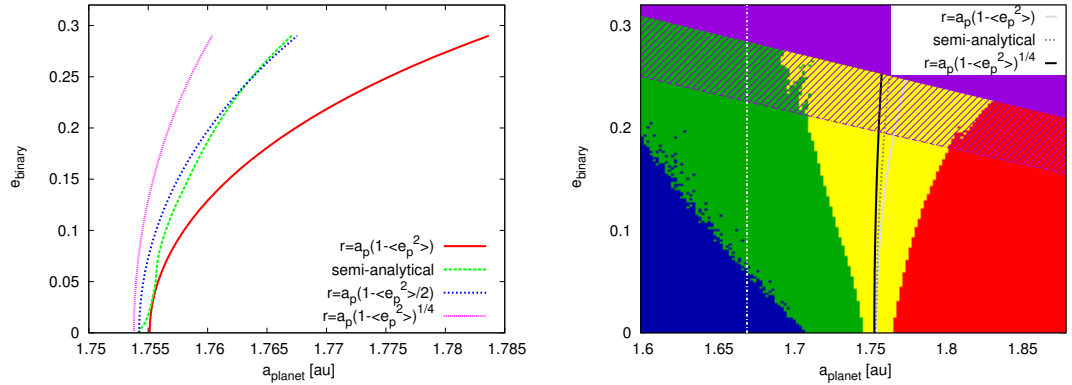 0.3
0.25
0.2
0.15
0.1
0.05
0
e_binary
r=a_p(1-<e_p^2>)
semi-analytical
r=a_p(1-<e_p^2>/2)
r=a_p(1-<e_p^2>)^1/4
1.75 1.755 1.76 1.765 1.77 1.775 1.78 1.785
a_planet [au]
0.3
0.2
0.1
0
e_binary
r=a_p(1-<e_p^2>)
semi-analytical
r=a_p(1-<e_p^2>)^1/4
1.6 1.7 1.75 1.8
a_planet [au]